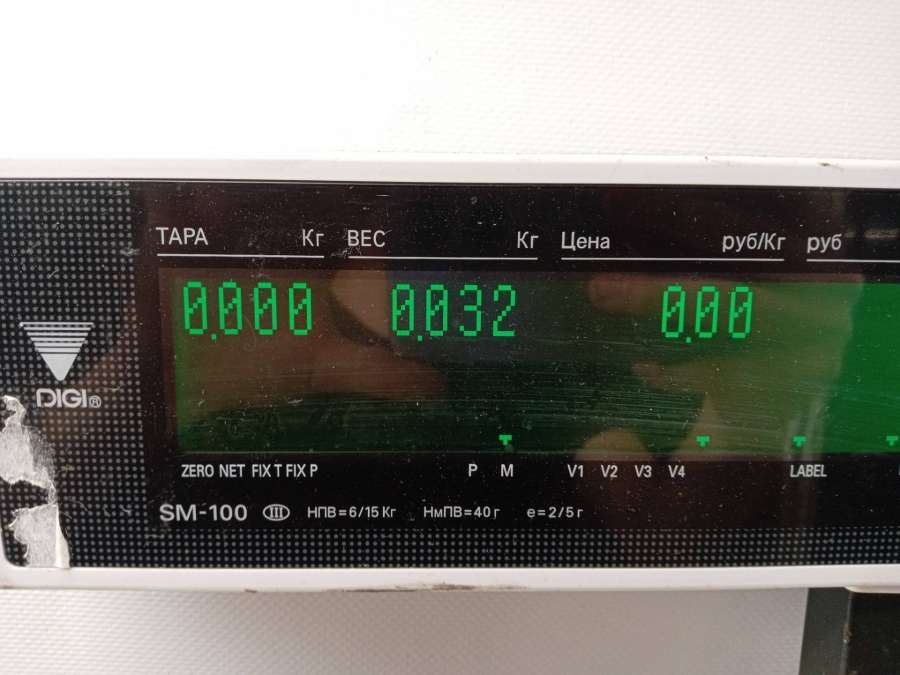 ТАРА Кг ВЕС Кг Цена руб/Кг руб
0.000 0.032 0.00
DIGI®
ZERO NET FIX T FIX P P M V1 V2 V3 V4 LABEL
SM-100 III НПВ=6/15 Кг НмПВ=40 г e=2/5 г